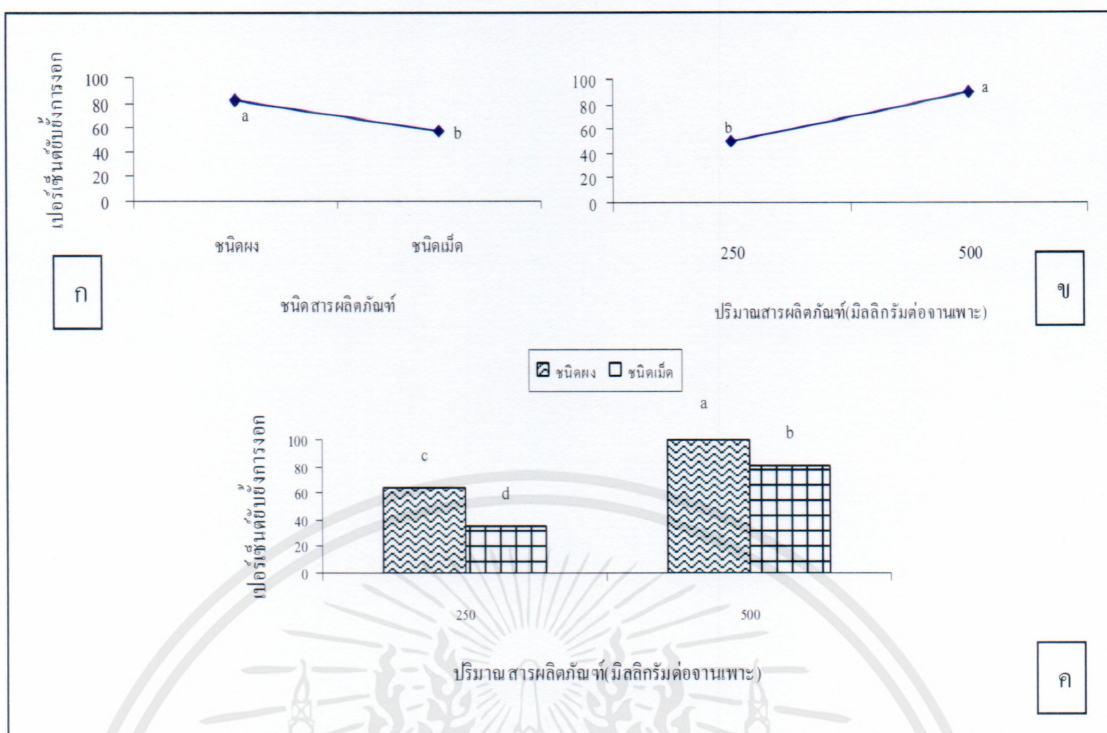 เปอร์เซ็นต์ยับยั้งการงอก
100
80
60
40
20
0
a
b
ชนิดผง ชนิดเม็ด
ชนิดสารผลิตภัณฑ์
ก
100
80
60
40
20
0
b
a
250 500
ปริมาณสารผลิตภัณฑ์(มิลลิกรัมต่อจานเพาะ)
ข
ชนิดผง ชนิดเม็ด
เปอร์เซ็นต์ยับยั้งการงอก
100
80
60
40
20
0
c
d
a
b
250 500
ปริมาณสารผลิตภัณฑ์(มิลลิกรัมต่อจานเพาะ)
ค